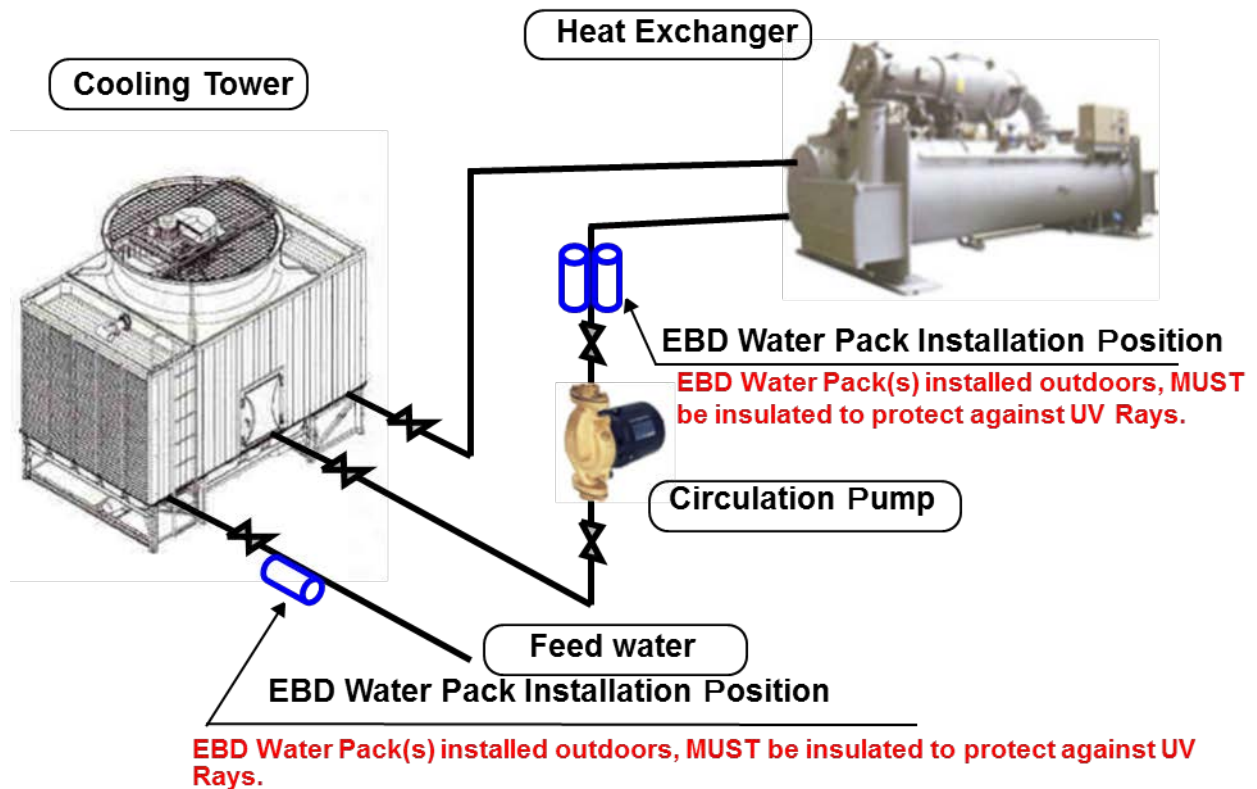 Heat Exchanger
Cooling Tower
EBD Water Pack Installation Position
EBD Water Pack(s) installed outdoors, MUST
be insulated to protect against UV Rays.
Circulation Pump
Feed water
EBD Water Pack Installation Position
EBD Water Pack(s) installed outdoors, MUST be insulated to protect against UV
Rays.